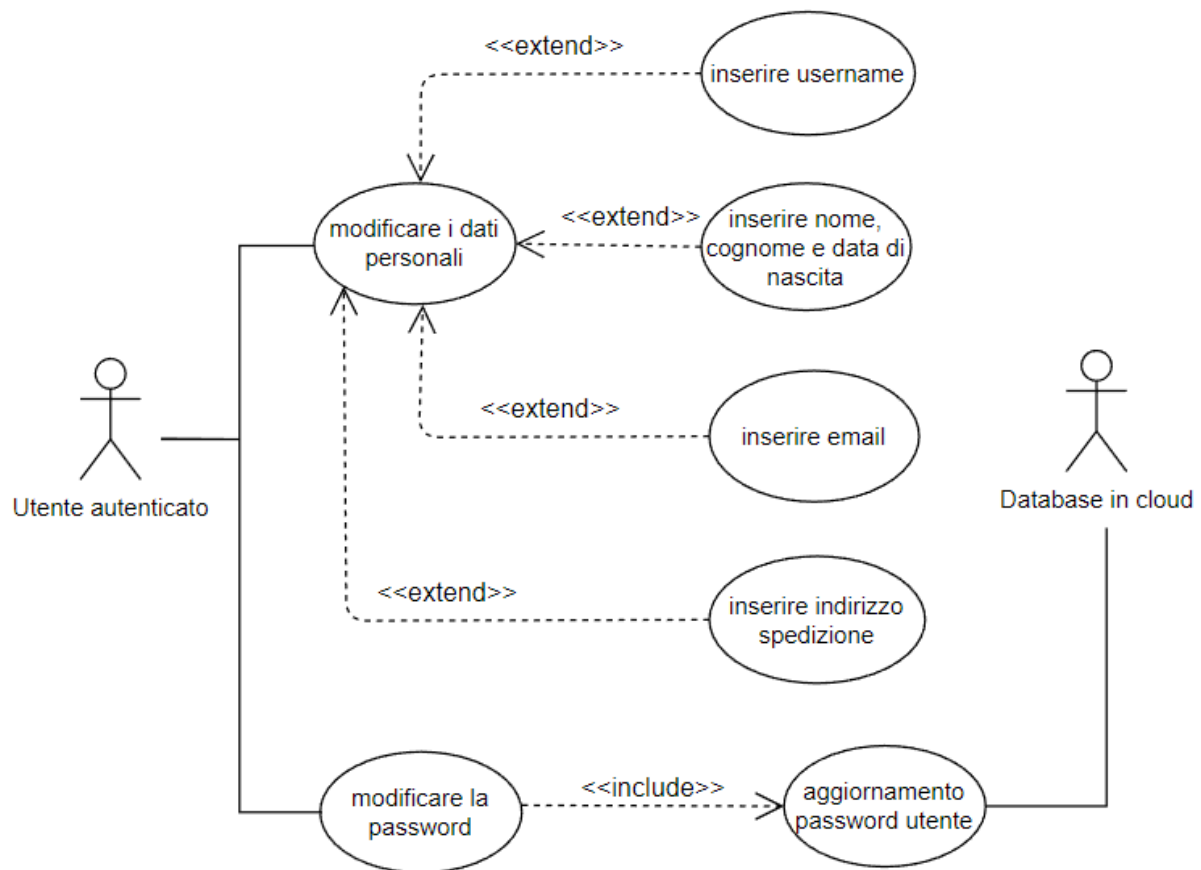 <<extend>>
inserire username
modificare i dati
personali
<<extend>>
inserire nome,
cognome e data di
nascita
<<extend>>
inserire email
Utente autenticato
Database in cloud
<<extend>>
inserire indirizzo
spedizione
modificare la
password
<<include>>
aggiornamento
password utente